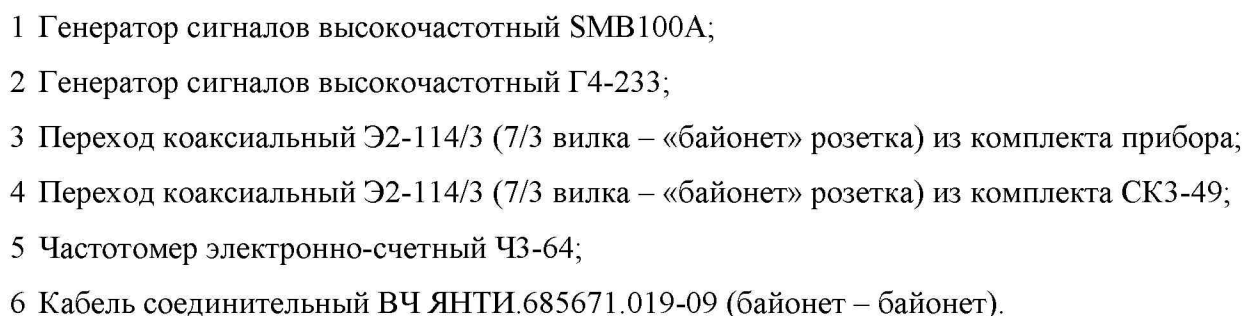 1 Генератор сигналов высокочастотный SMB100A;
2 Генератор сигналов высокочастотный Г4-233;
3 Переход коаксиальный Э2-114/3 (7/3 вилка – «байонет» розетка) из комплекта прибора;
4 Переход коаксиальный Э2-114/3 (7/3 вилка – «байонет» розетка) из комплекта СК3-49;
5 Частотомер электронно-счетный Ч3-64;
6 Кабель соединительный ВЧ ЯНТИ.685671.019-09 (байонет – байонет).